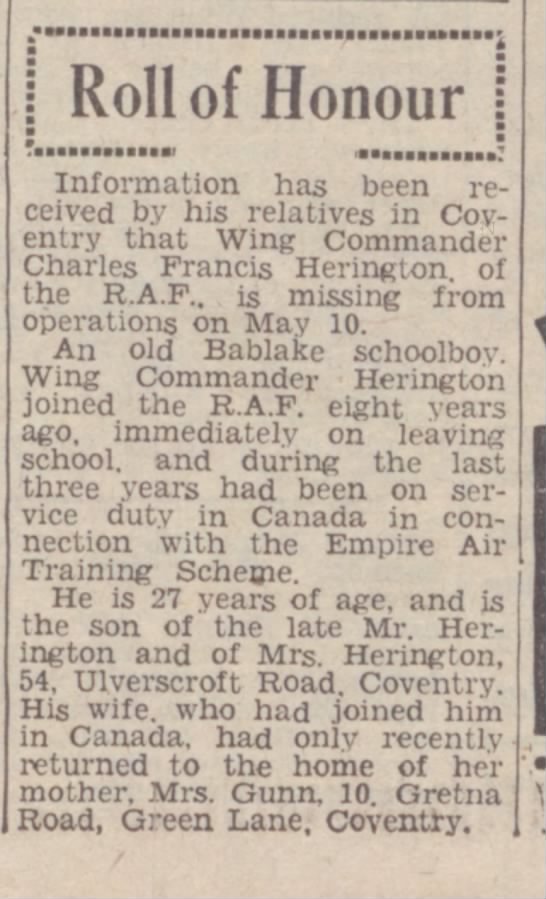 Roll of Honour
Information has been re-
ceived by his relatives in Cov-
entry that Wing Commander
Charles Francis Herington, of
the R.A.F., is missing from
operations on May 10.
An old Bablake schoolboy.
Wing Commander Herington
joined the R.A.F. eight years
ago, immediately on leaving
school, and during the last
three years had been on ser-
vice duty in Canada in con-
nection with the Empire Air
Training Scheme.
He is 27 years of age, and is
the son of the late Mr. Her-
ington and of Mrs. Herington,
54, Ulverscroft Road, Coventry.
His wife, who had joined him
in Canada, had only recently
returned to the home of her
mother, Mrs. Gunn, 10, Gretna
Road, Green Lane, Coventry.